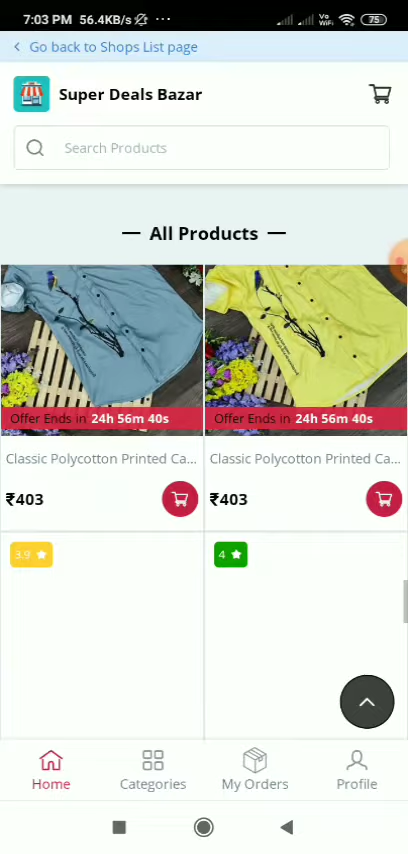 7:03 PM 56.4KB/s ...
Vo
WiFi
75
Go back to Shops List page
Super Deals Bazar
Search Products
All Products
Offer Ends in 24h 56m 40s
Offer Ends in 24h 56m 40s
Classic Polycotton Printed Ca...
Classic Polycotton Printed Ca...
₹403
₹403
3.9
4
Home
Categories
My Orders
Profile